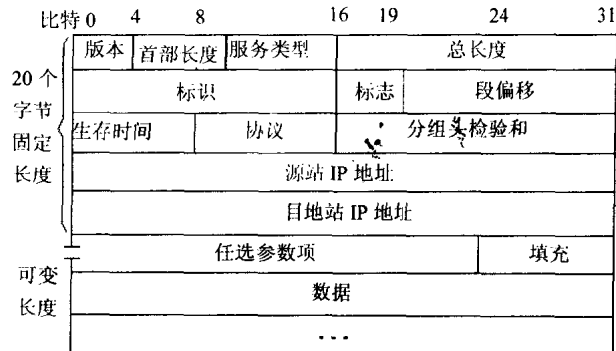 比特 0 4 8 16 19 24 31
版本 首部长度 服务类型 总长度
20 个
字节
固定
长度
标识 标志 段偏移
生存时间 协议 分组头检验和
源站 IP 地址
目地站 IP 地址
任选参数项 填充
可变
长度
数据
...